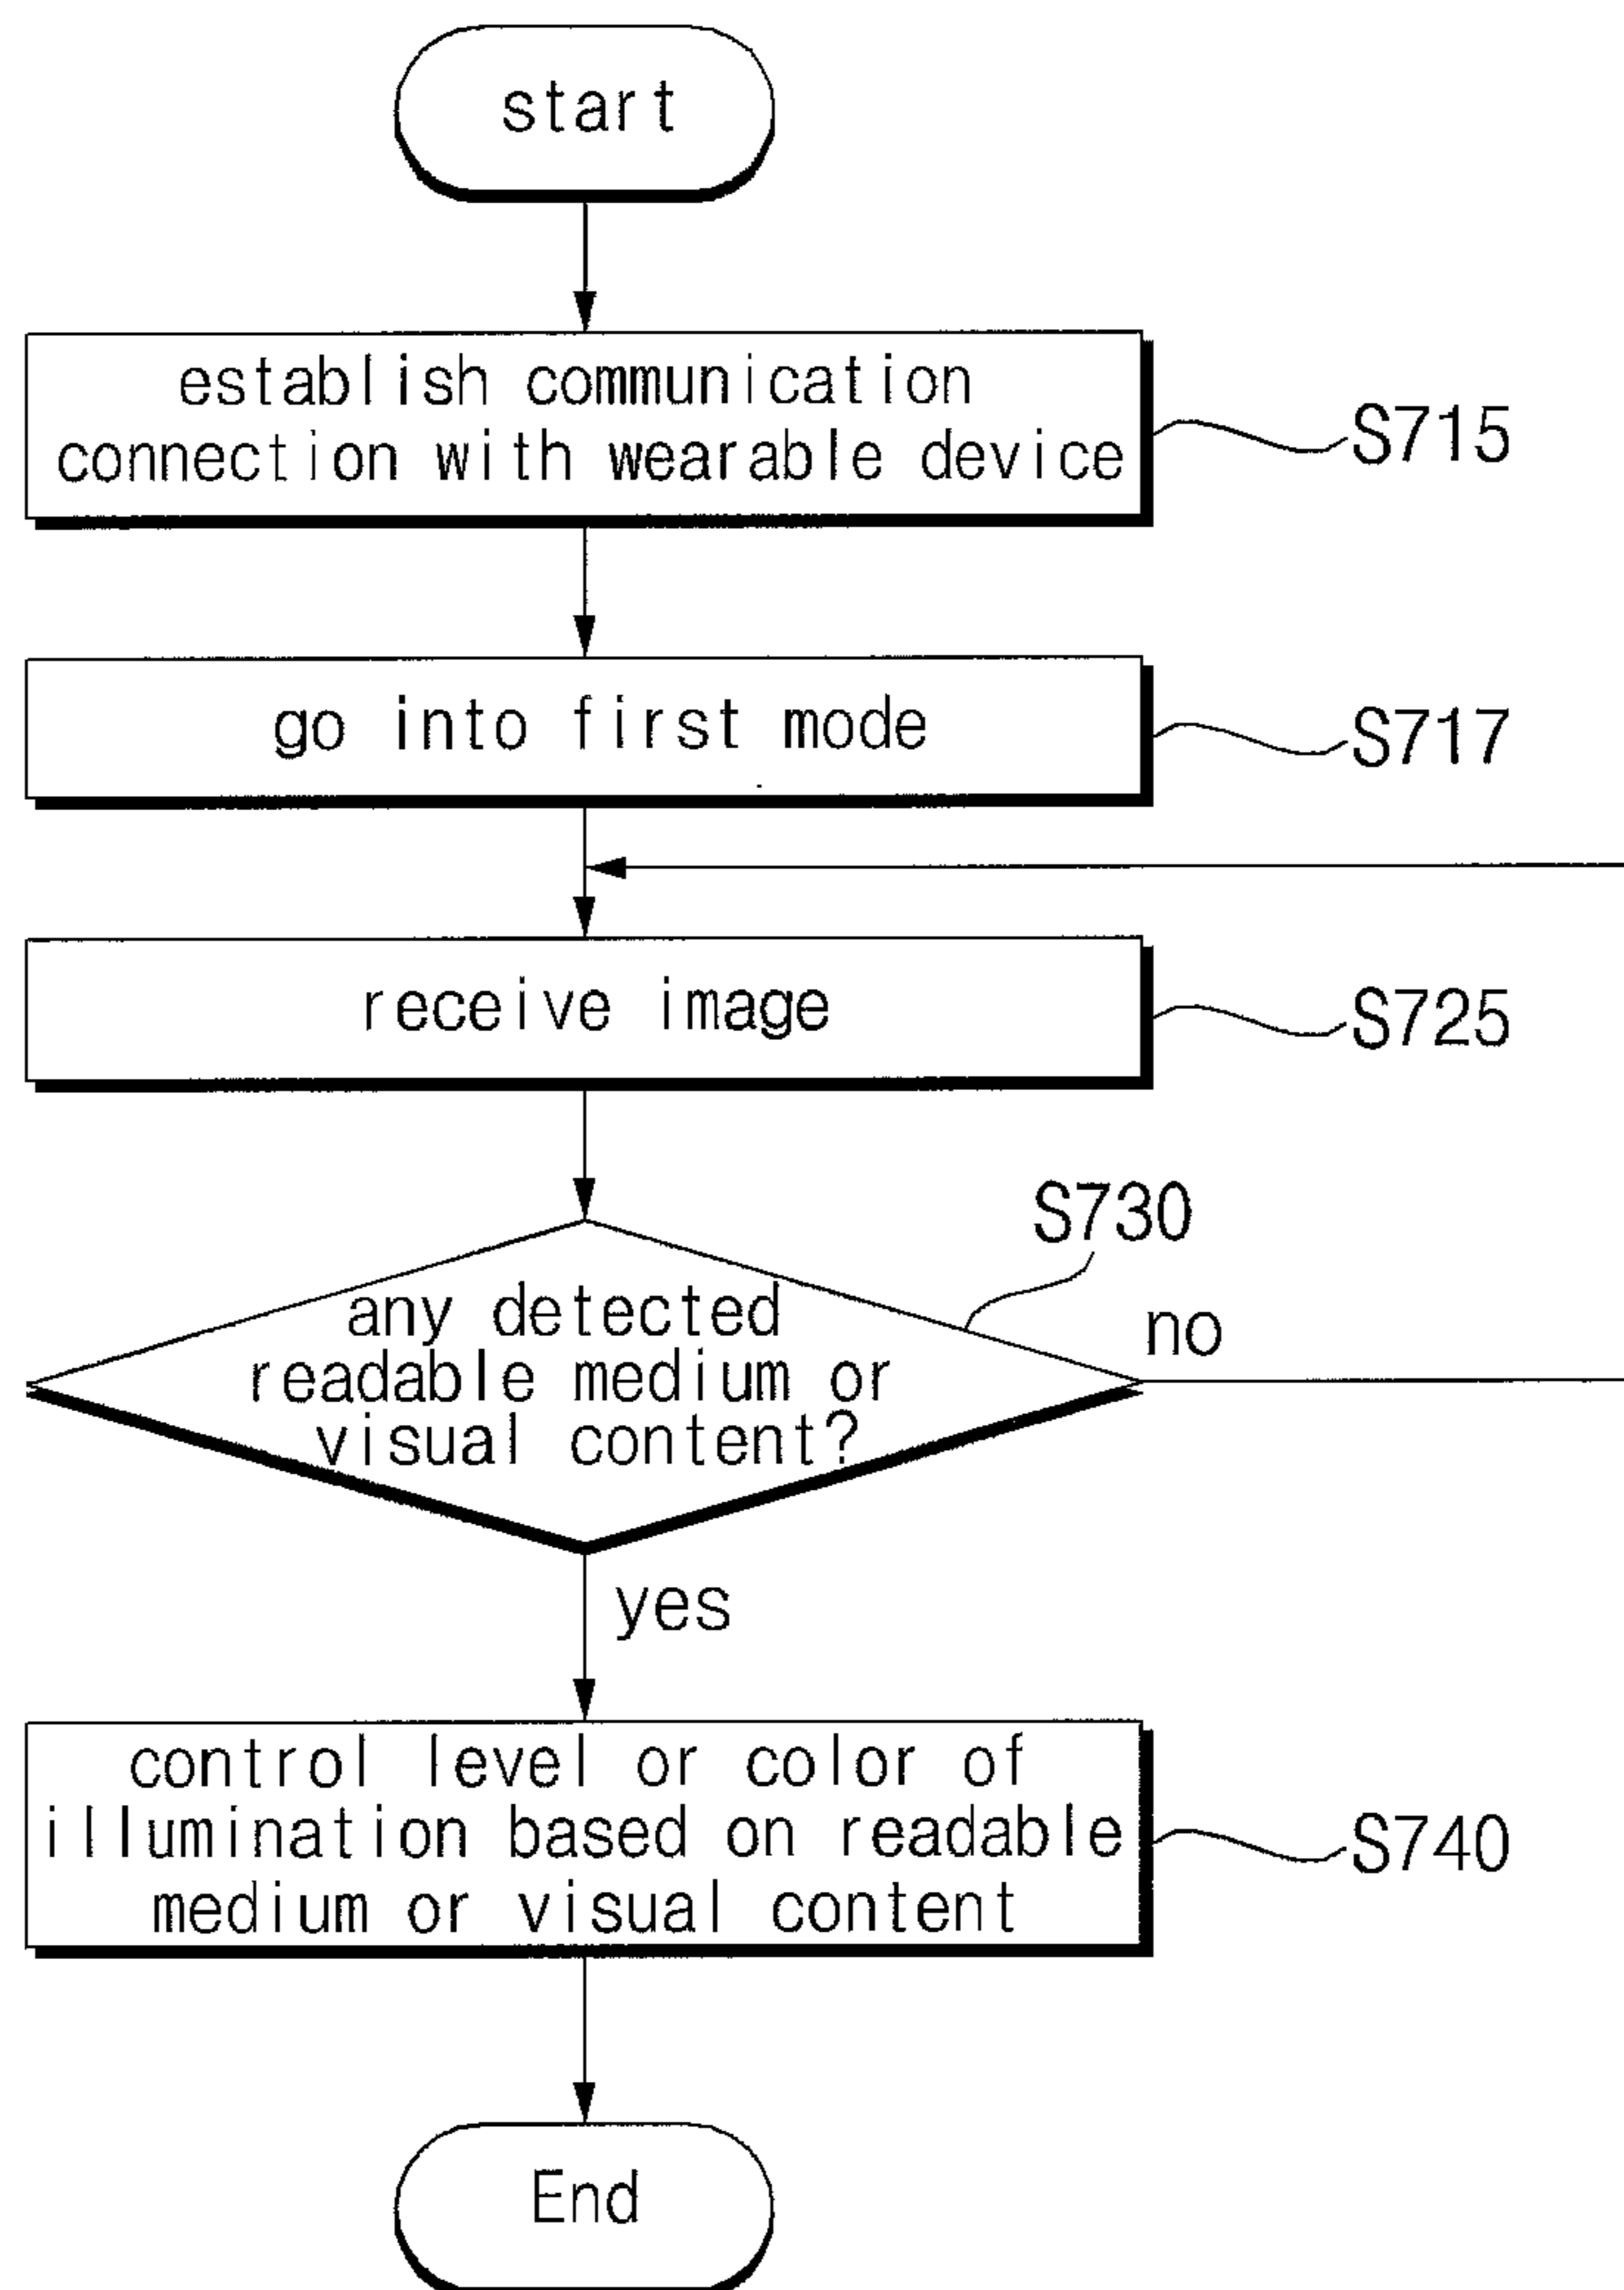 start
establish communication
connection with wearable device
S715
go into first mode
S717
receive image
S725
S730
any detected
readable medium or
visual content?
no
yes
control level or color of
illumination based on readable
medium or visual content
S740
End